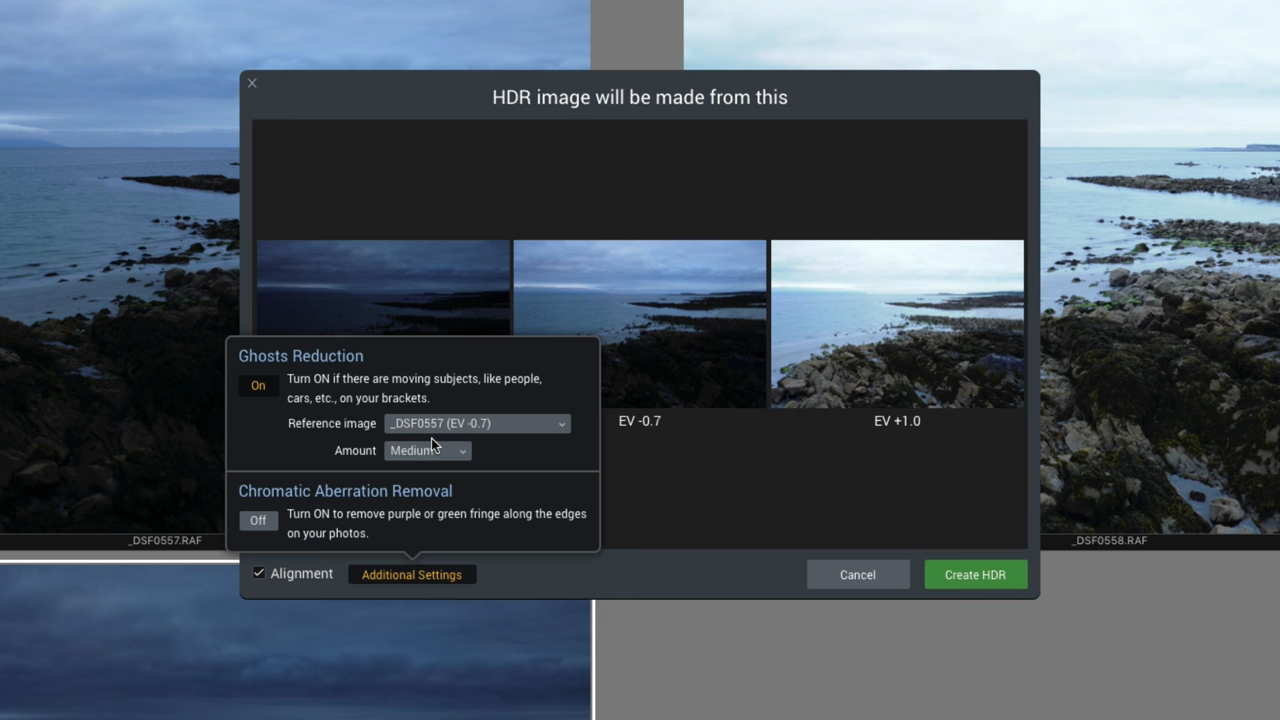 HDR image will be made from this
Ghosts Reduction
On
Turn ON if there are moving subjects, like people,
cars, etc., on your brackets.
Reference image
_DSF0557 (EV -0.7)
Amount
Medium
EV -0.7
EV +1.0
Chromatic Aberration Removal
Off
Turn ON to remove purple or green fringe along the edges
on your photos.
_DSF0557.RAF
_DSF0558.RAF
Alignment
Additional Settings
Cancel
Create HDR